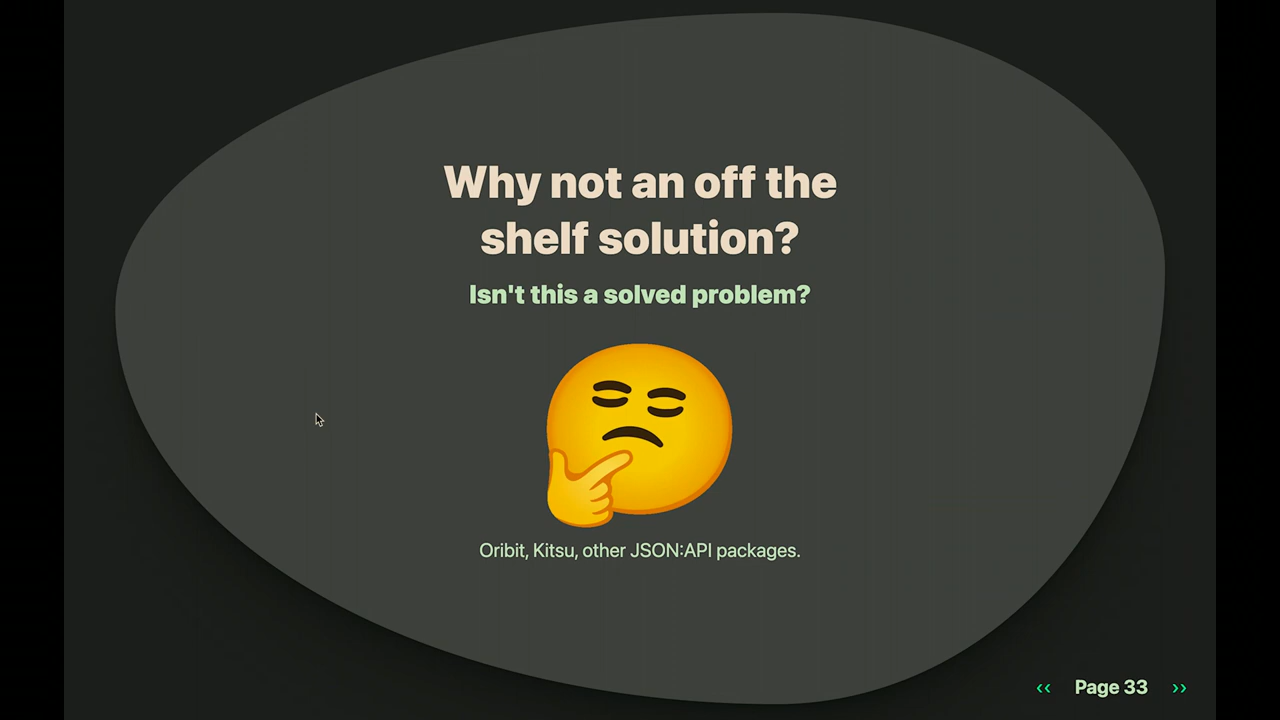 Why not an off the
shelf solution?
Isn't this a solved problem?
Oribit, Kitsu, other JSON:API packages.
‹‹ Page 33 ››